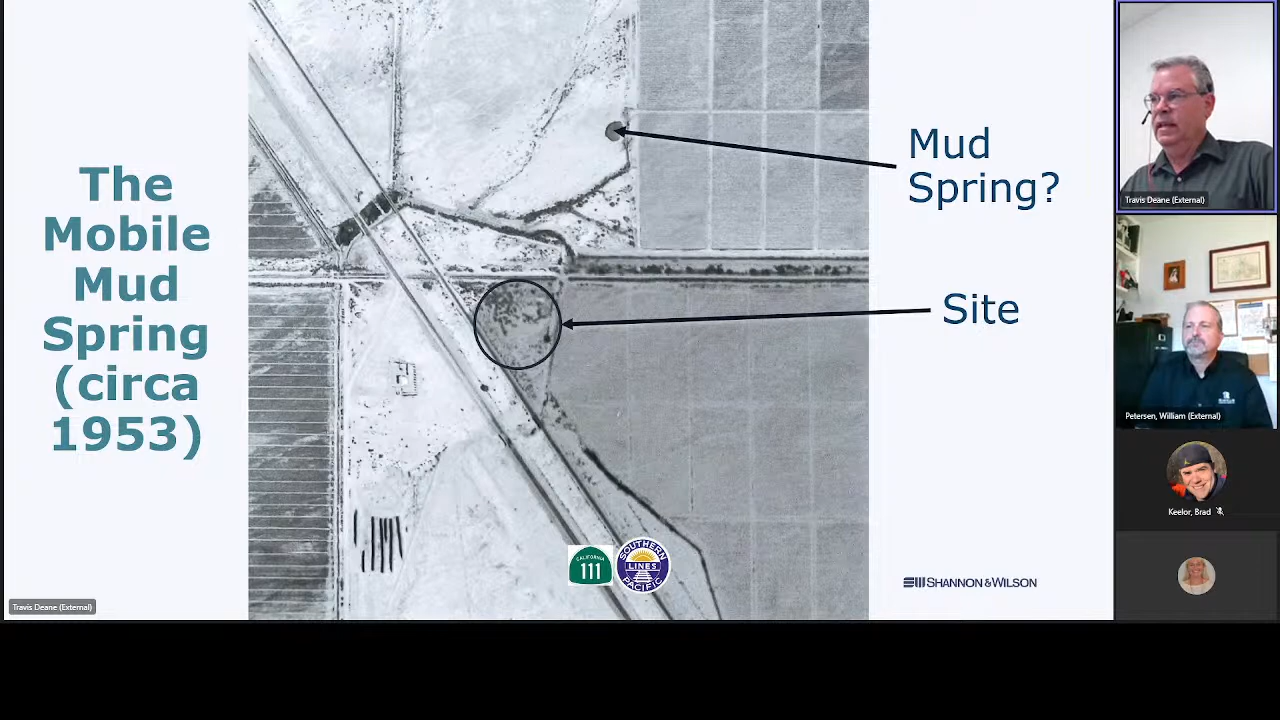 The
Mobile
Mud
Spring
(circa
1953)
Mud
Spring?
Site
CALIFORNIA
111
SOUTHERN
LINES
PACIFIC
SHANNON & WILSON
Travis Deane (External)
Travis Deane (External)
Petersen, William (External)
Keelor, Brad